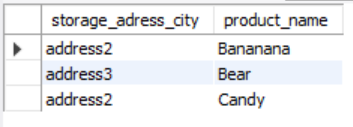 storage_adress_city product_name
address2 Bananana
address3 Bear
address2 Candy